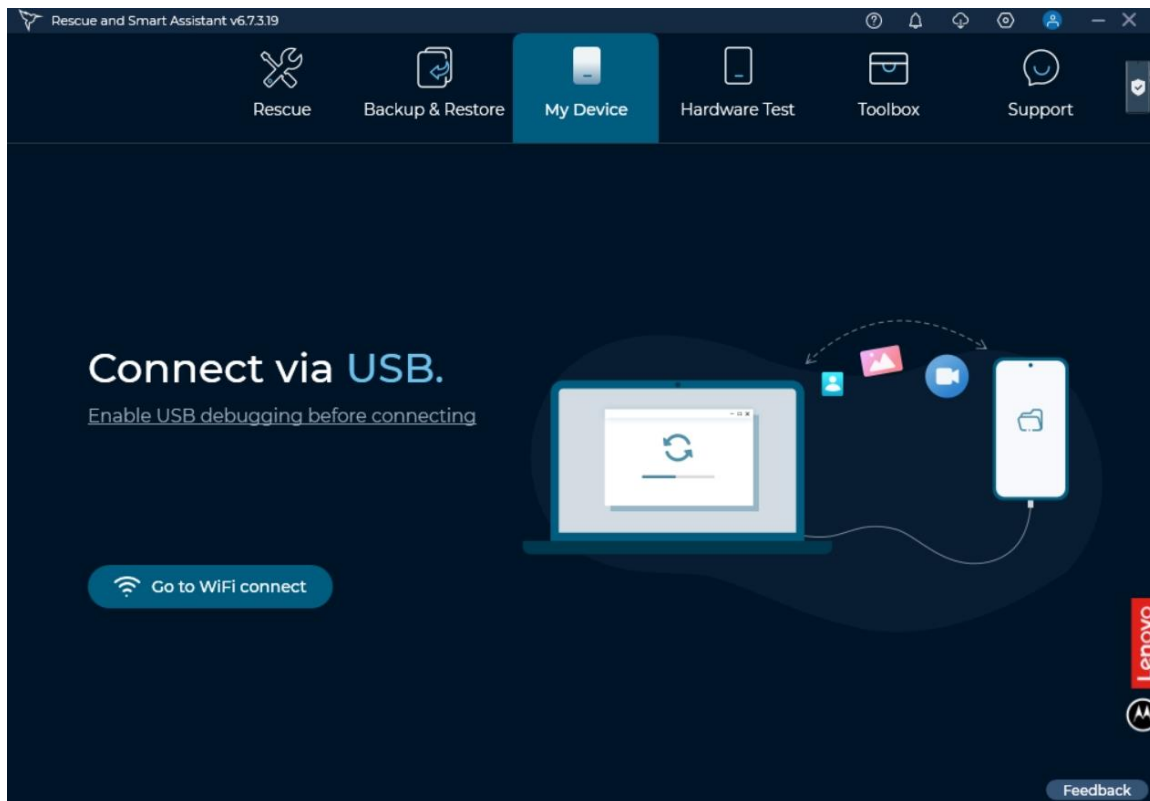 Rescue and Smart Assistant v6.7.3.19
Rescue
Backup & Restore
My Device
Hardware Test
Toolbox
Support
Connect via USB.
Enable USB debugging before connecting
Go to WiFi connect
Lenovo
Feedback